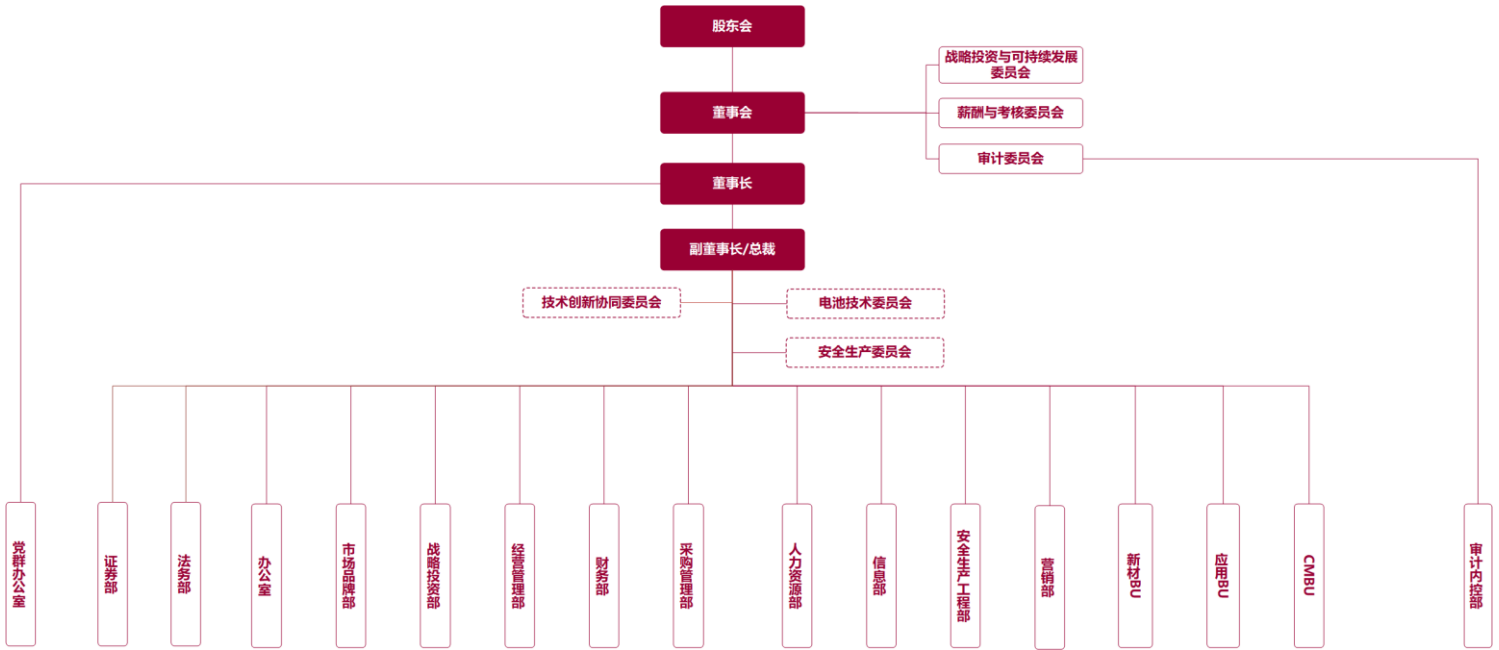 股东会
战略投资与可持续发展
委员会
董事会
薪酬与考核委员会
审计委员会
董事长
副董事长/总裁
技术创新协同委员会
电池技术委员会
安全生产委员会
党群办公室
证券部
法务部
办公室
市场品牌部
战略投资部
经营管理部
财务部
采购管理部
人力资源部
信息部
安全生产工程部
营销部
新材BU
应用BU
CMBU
审计内控部